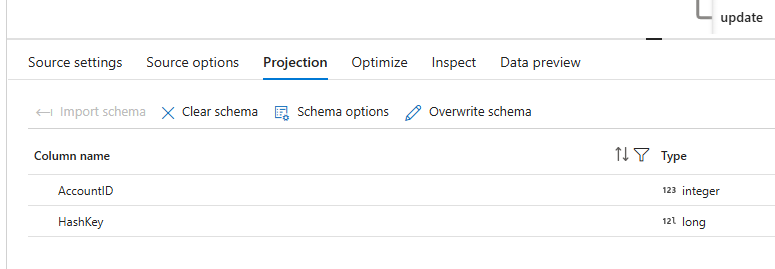 update
Source settings Source options Projection Optimize Inspect Data preview
Import schema Clear schema Schema options Overwrite schema
Column name Type
AccountID 123 integer
HashKey 12l long